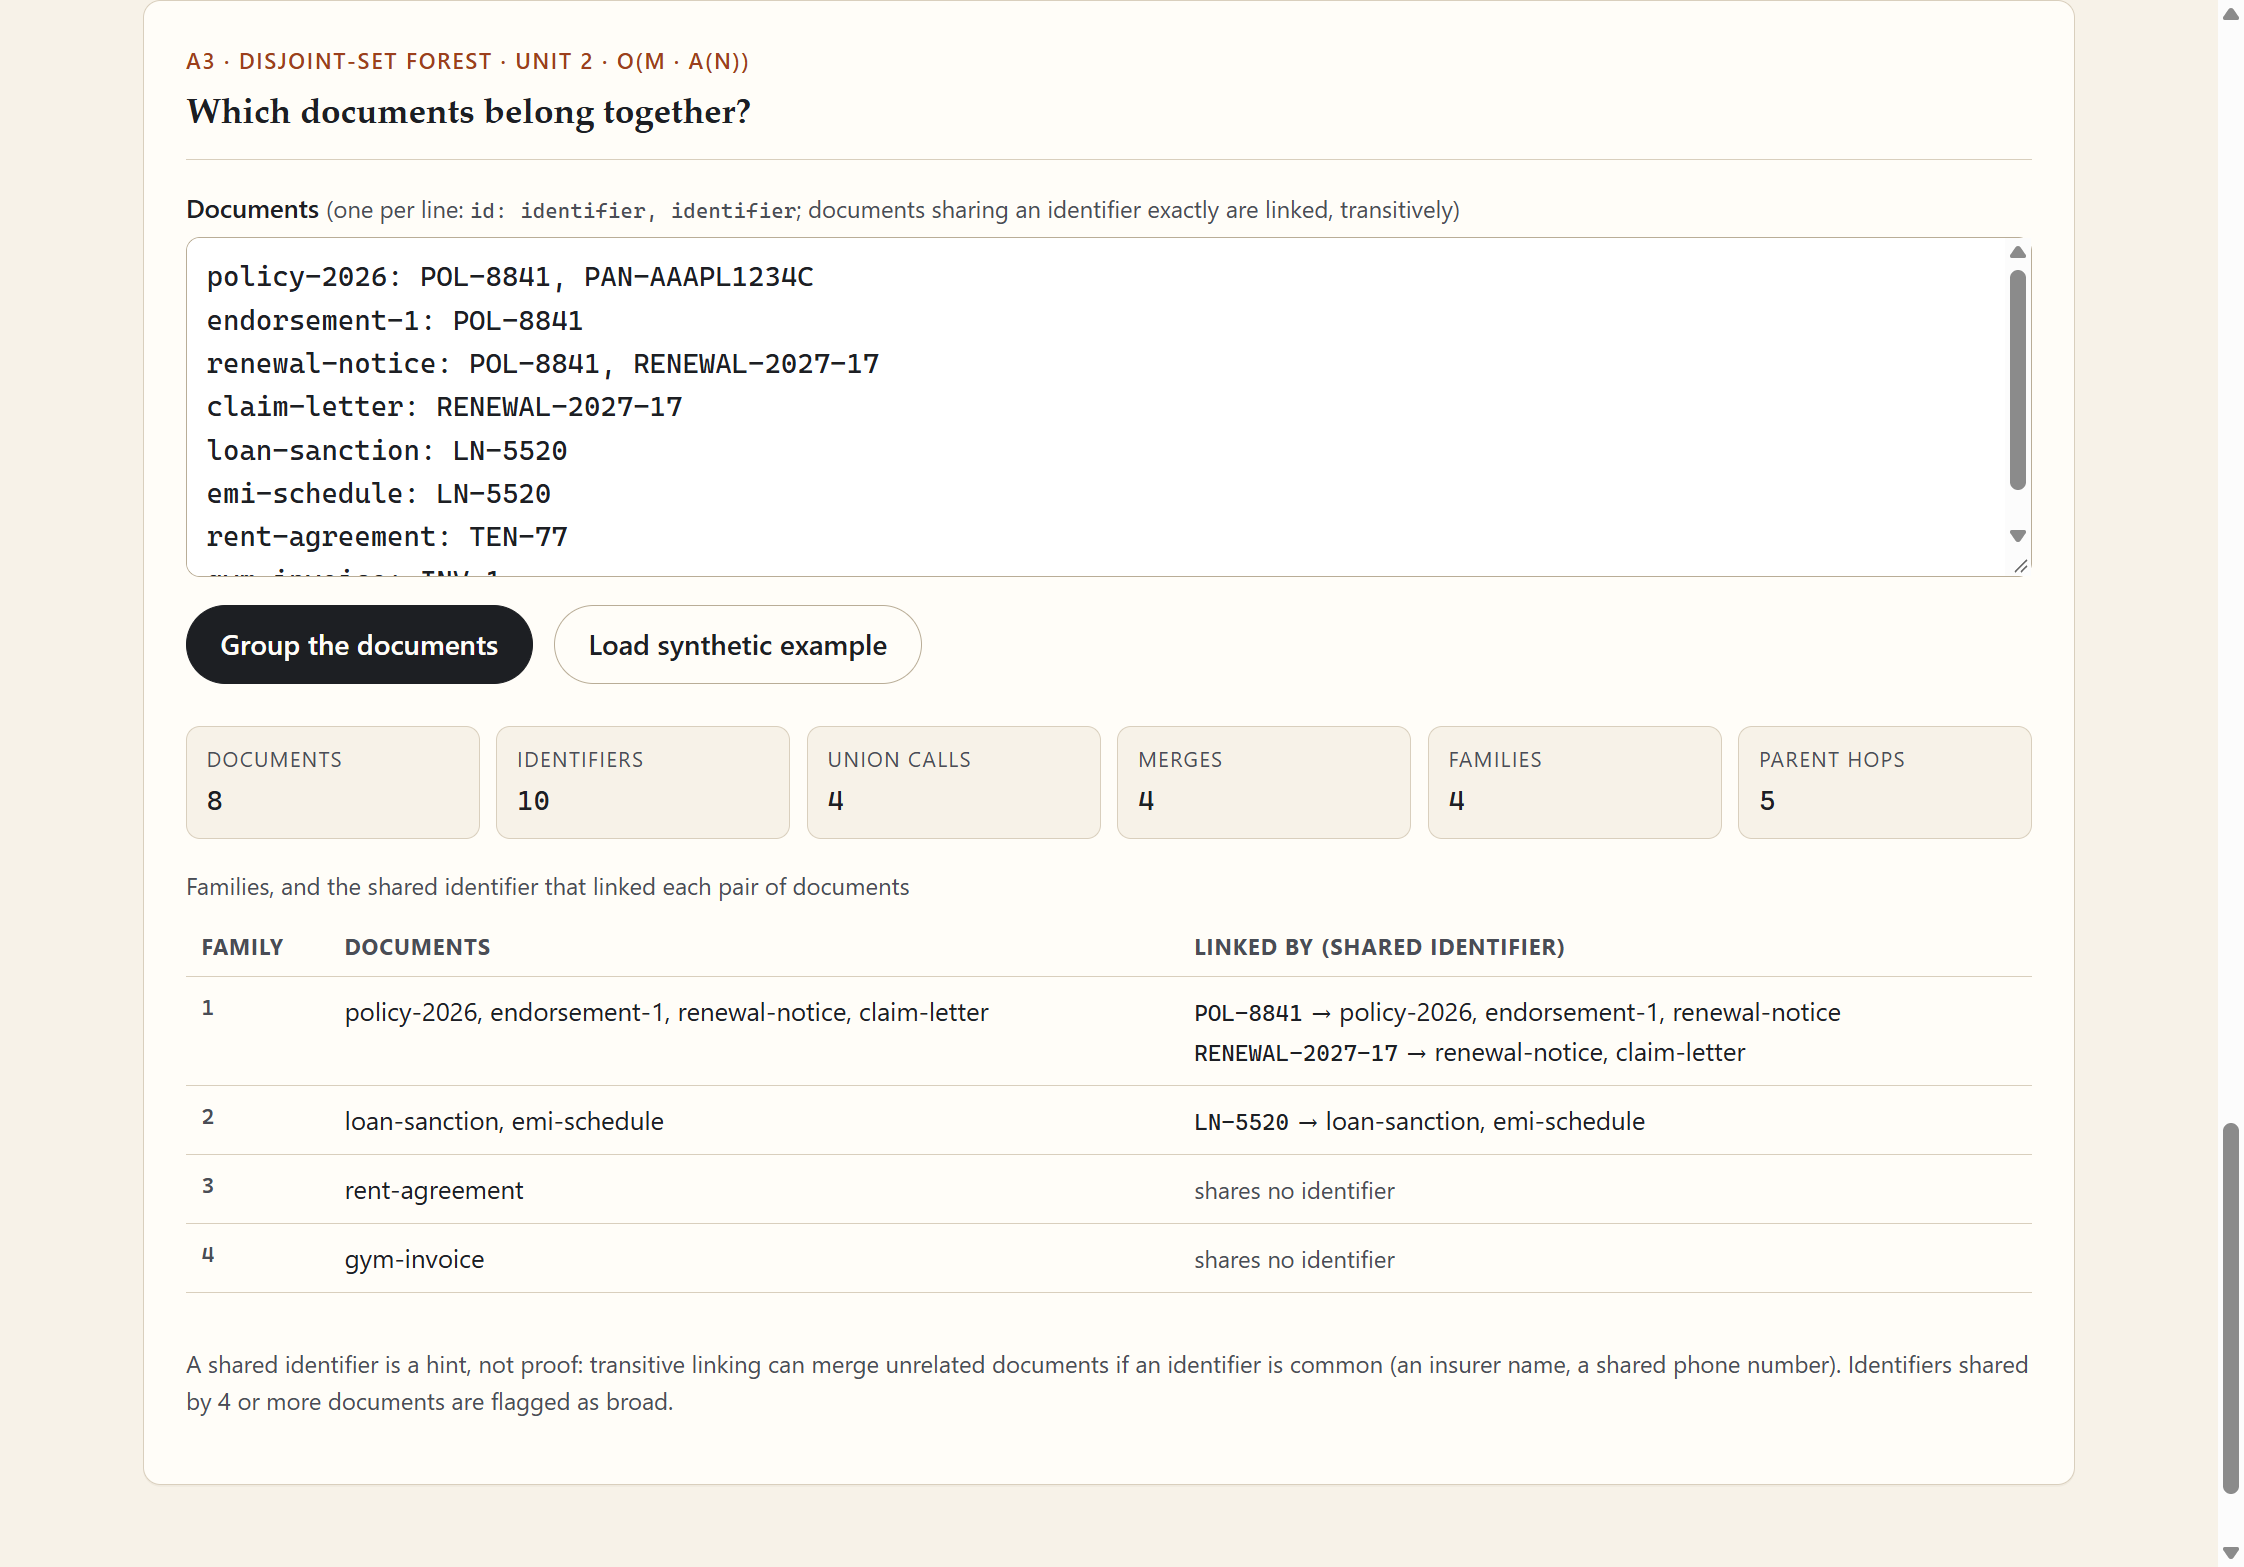 A3 · DISJOINT-SET FOREST · UNIT 2 · O(M · A(N))
Which documents belong together?
Documents (one per line: id: identifier, identifier; documents sharing an identifier exactly are linked, transitively)
policy-2026: POL-8841, PAN-AAAPL1234C
endorsement-1: POL-8841
renewal-notice: POL-8841, RENEWAL-2027-17
claim-letter: RENEWAL-2027-17
loan-sanction: LN-5520
emi-schedule: LN-5520
rent-agreement: TEN-77
gym-invoice: INV-1
Group the documents Load synthetic example
DOCUMENTS IDENTIFIERS UNION CALLS MERGES FAMILIES PARENT HOPS
8 10 4 4 4 5
Families, and the shared identifier that linked each pair of documents
FAMILY DOCUMENTS LINKED BY (SHARED IDENTIFIER)
1 policy-2026, endorsement-1, renewal-notice, claim-letter POL-8841 → policy-2026, endorsement-1, renewal-notice
RENEWAL-2027-17 → renewal-notice, claim-letter
2 loan-sanction, emi-schedule LN-5520 → loan-sanction, emi-schedule
3 rent-agreement shares no identifier
4 gym-invoice shares no identifier
A shared identifier is a hint, not proof: transitive linking can merge unrelated documents if an identifier is common (an insurer name, a shared phone number). Identifiers shared
by 4 or more documents are flagged as broad.